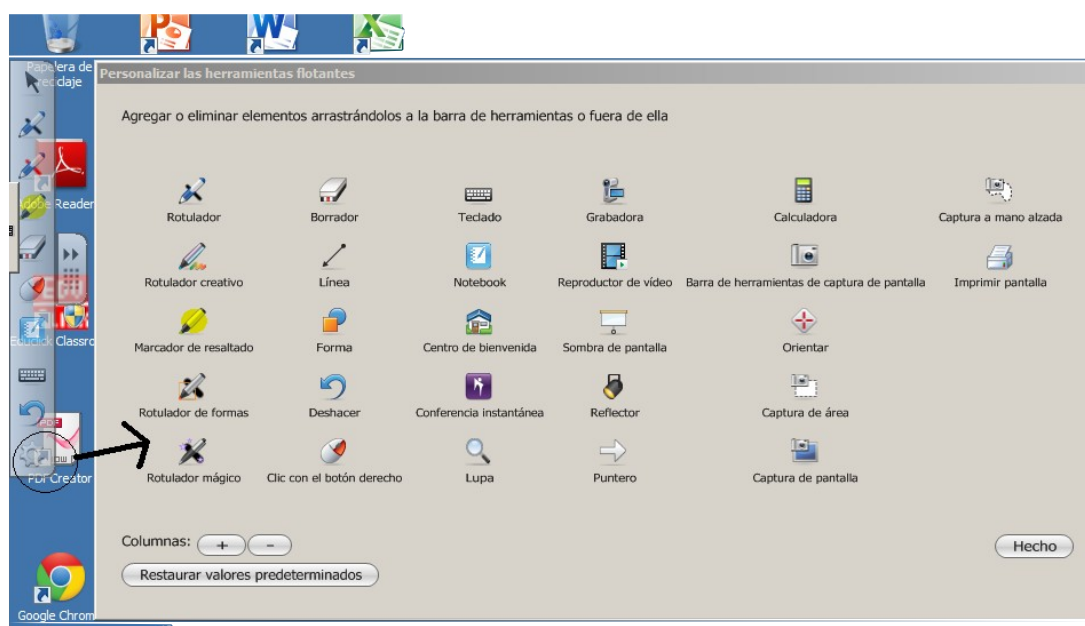 Papelera de
reciclaje
Personalizar las herramientas flotantes
Agregar o eliminar elementos arrastrándolos a la barra de herramientas o fuera de ella
Reader
Rotulador Borrador Teclado Grabadora Calculadora Captura a mano alzada
Rotulador creativo Línea Notebook Reproductor de vídeo Barra de herramientas de captura de pantalla Imprimir pantalla
Classro
Marcador de resaltado Forma Centro de bienvenida Sombra de pantalla Orientar
Rotulador de formas Deshacer Conferencia instantánea Reflector Captura de área
PDF
Rotulador mágico Clic con el botón derecho Lupa Puntero Captura de pantalla
PDFCreator
Columnas: + -
Hecho
Restaurar valores predeterminados
Google Chrom